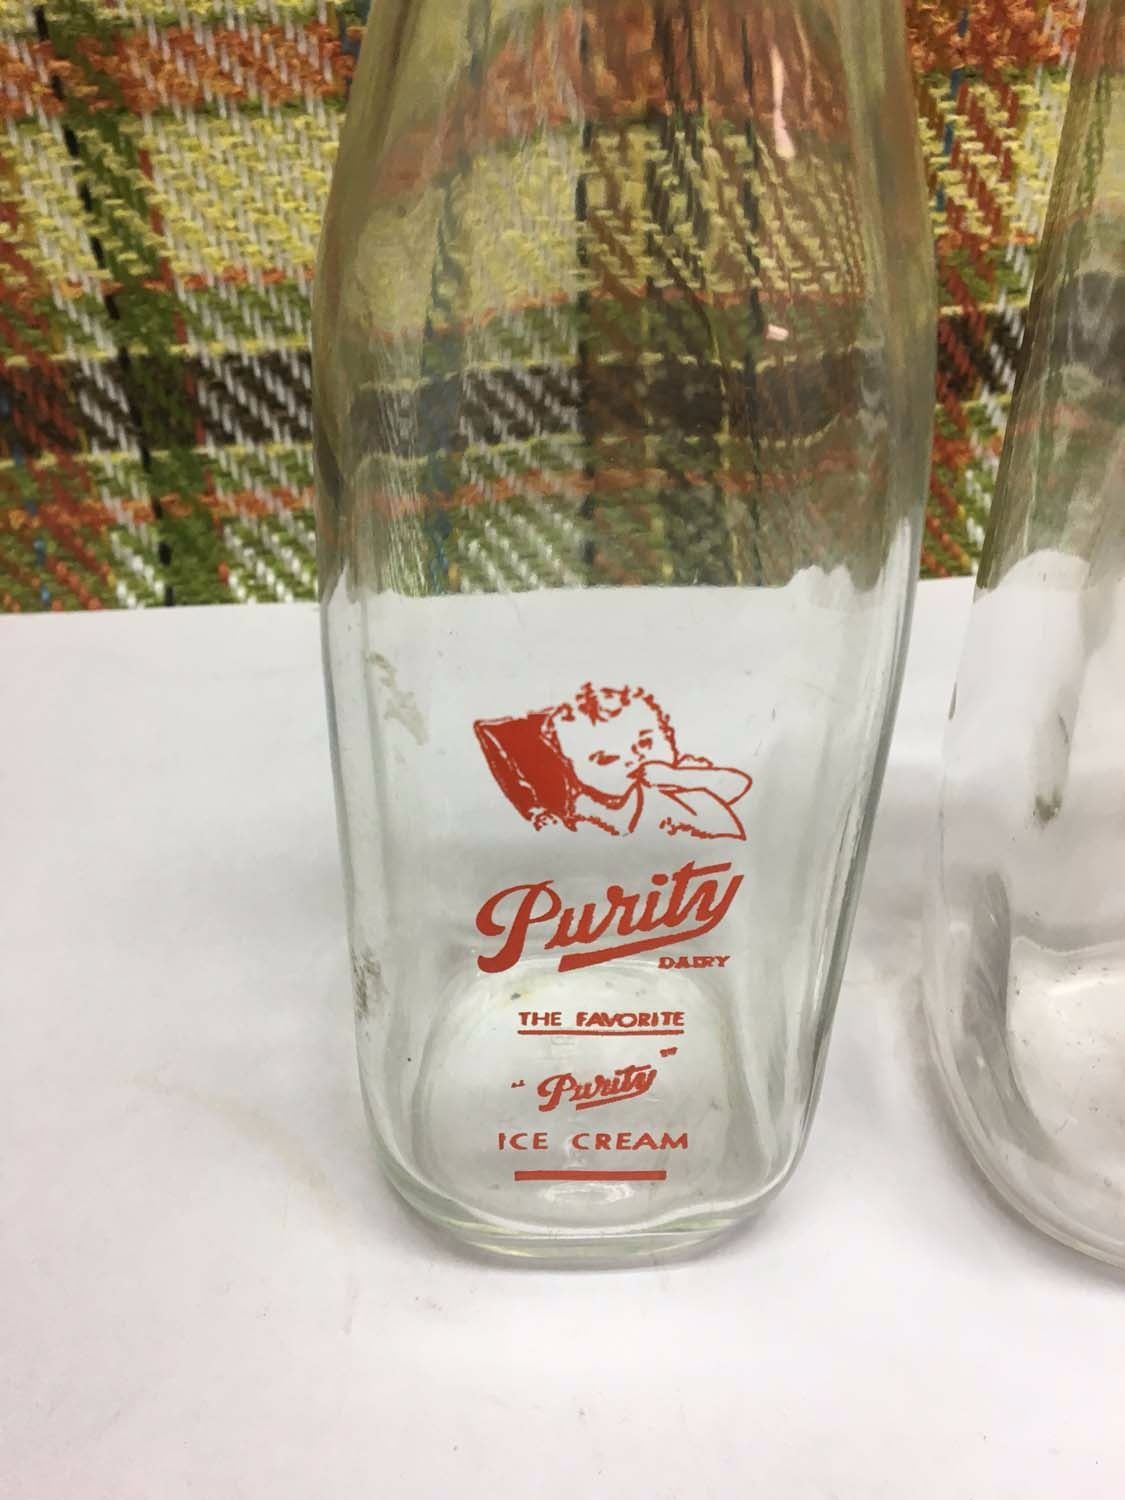 Purity
DAIRY
THE FAVORITE
"Purity"
ICE CREAM